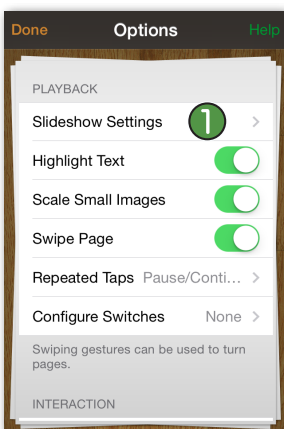 Done Options Help
PLAYBACK
Slideshow Settings 1 >
Highlight Text
Scale Small Images
Swipe Page
Repeated Taps Pause/Conti... >
Configure Switches None >
Swiping gestures can be used to turn
pages.
INTERACTION